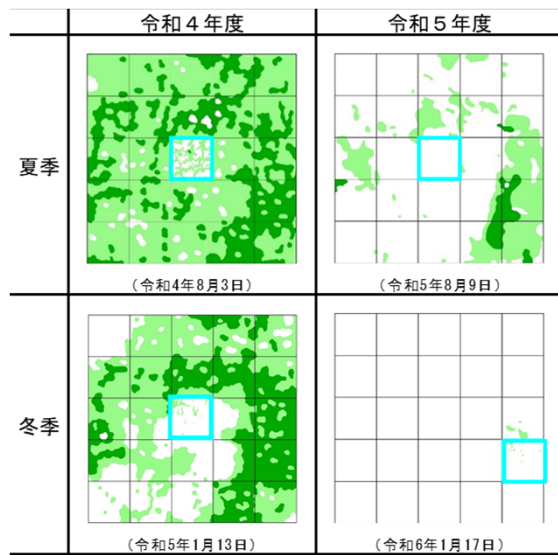 令和４年度
令和５年度
夏季
（令和4年8月3日）
（令和5年8月9日）
冬季
（令和5年1月13日）
（令和6年1月17日）